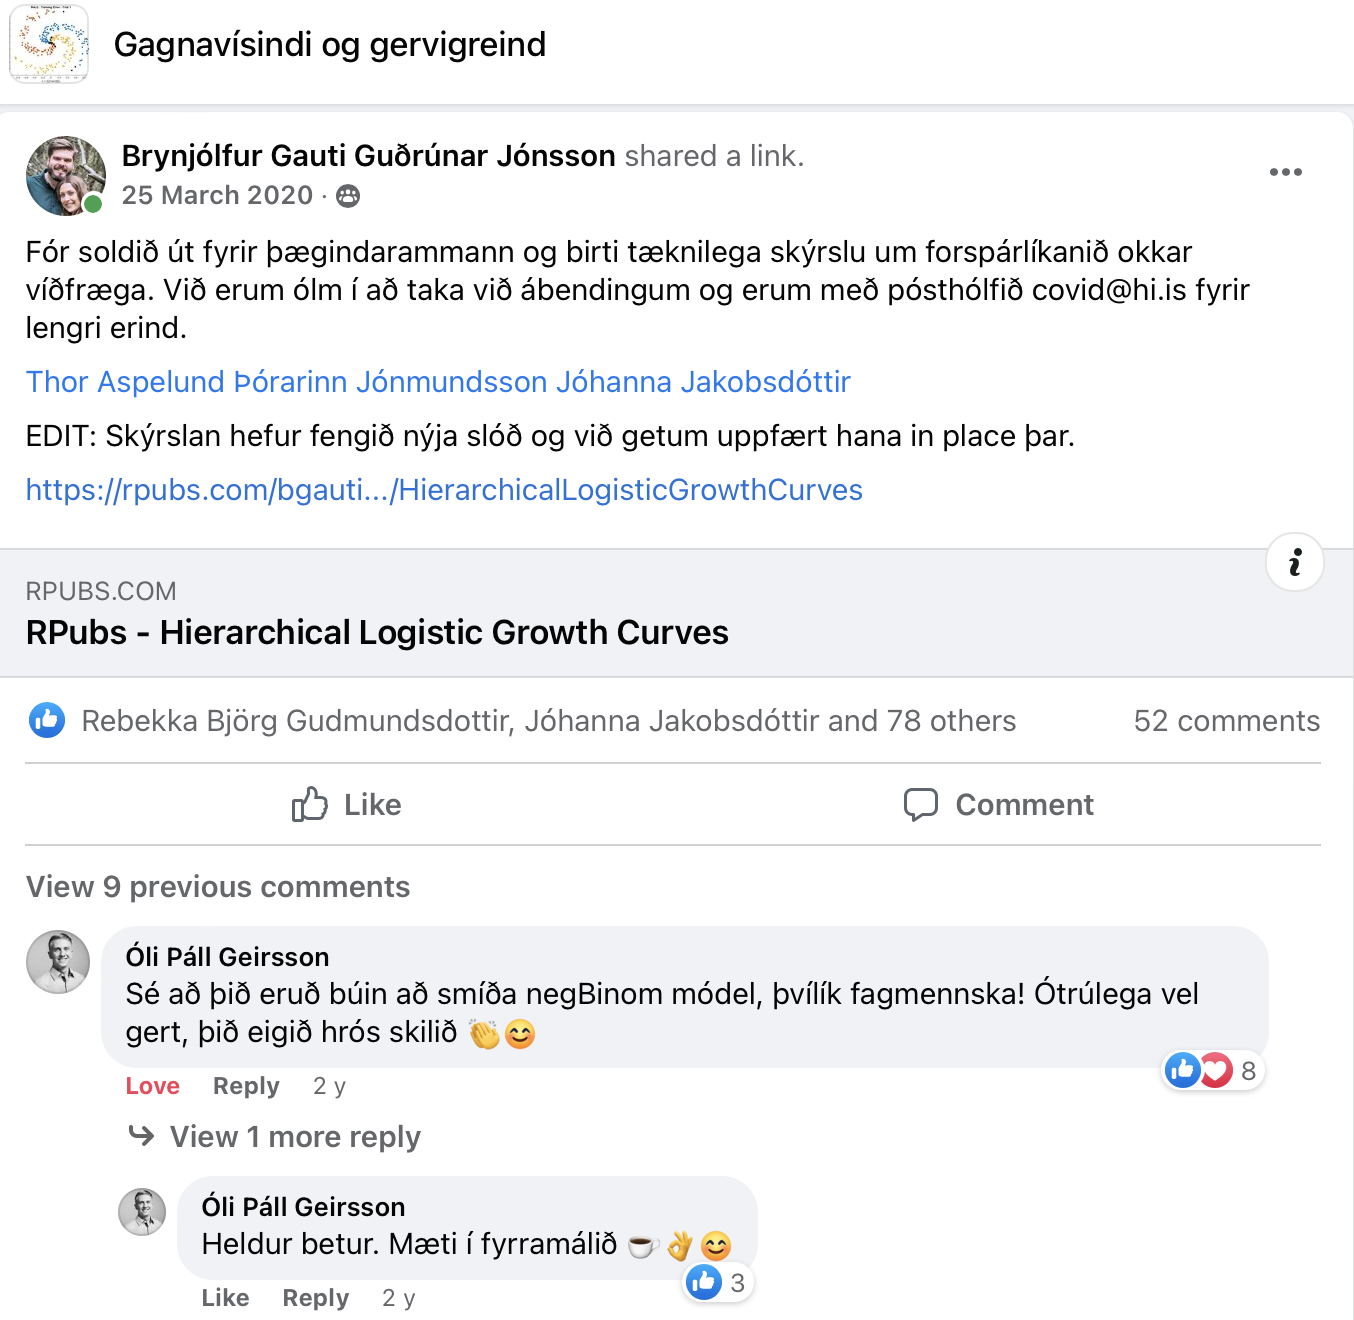 Gagnavísindi og gervigreind
Brynjólfur Gauti Guðrúnar Jónsson shared a link.
25 March 2020 ·
Fór soldið út fyrir þægindarammann og birti tæknilega skýrslu um forspárlíkanið okkar
víðfræga. Við erum ólm í að taka við ábendingum og erum með pósthólfið covid@hi.is fyrir
lengri erind.
Thor Aspelund Þórarinn Jónmundsson Jóhanna Jakobsdóttir
EDIT: Skýrslan hefur fengið nýja slóð og við getum uppfært hana in place þar.
https://rpubs.com/bgauti.../HierarchicalLogisticGrowthCurves
RPUBS.COM
RPubs - Hierarchical Logistic Growth Curves
Rebekka Björg Gudmundsdottir, Jóhanna Jakobsdóttir and 78 others 52 comments
Like Comment
View 9 previous comments
Óli Páll Geirsson
Sé að þið eruð búin að smíða negBinom módel, þvílík fagmennska! Ótrúlega vel
gert, þið eigið hrós skilið 👏😊
8
Love Reply 2 y
View 1 more reply
Óli Páll Geirsson
Heldur betur. Mæti í fyrramálið ☕👌😊
3
Like Reply 2 y